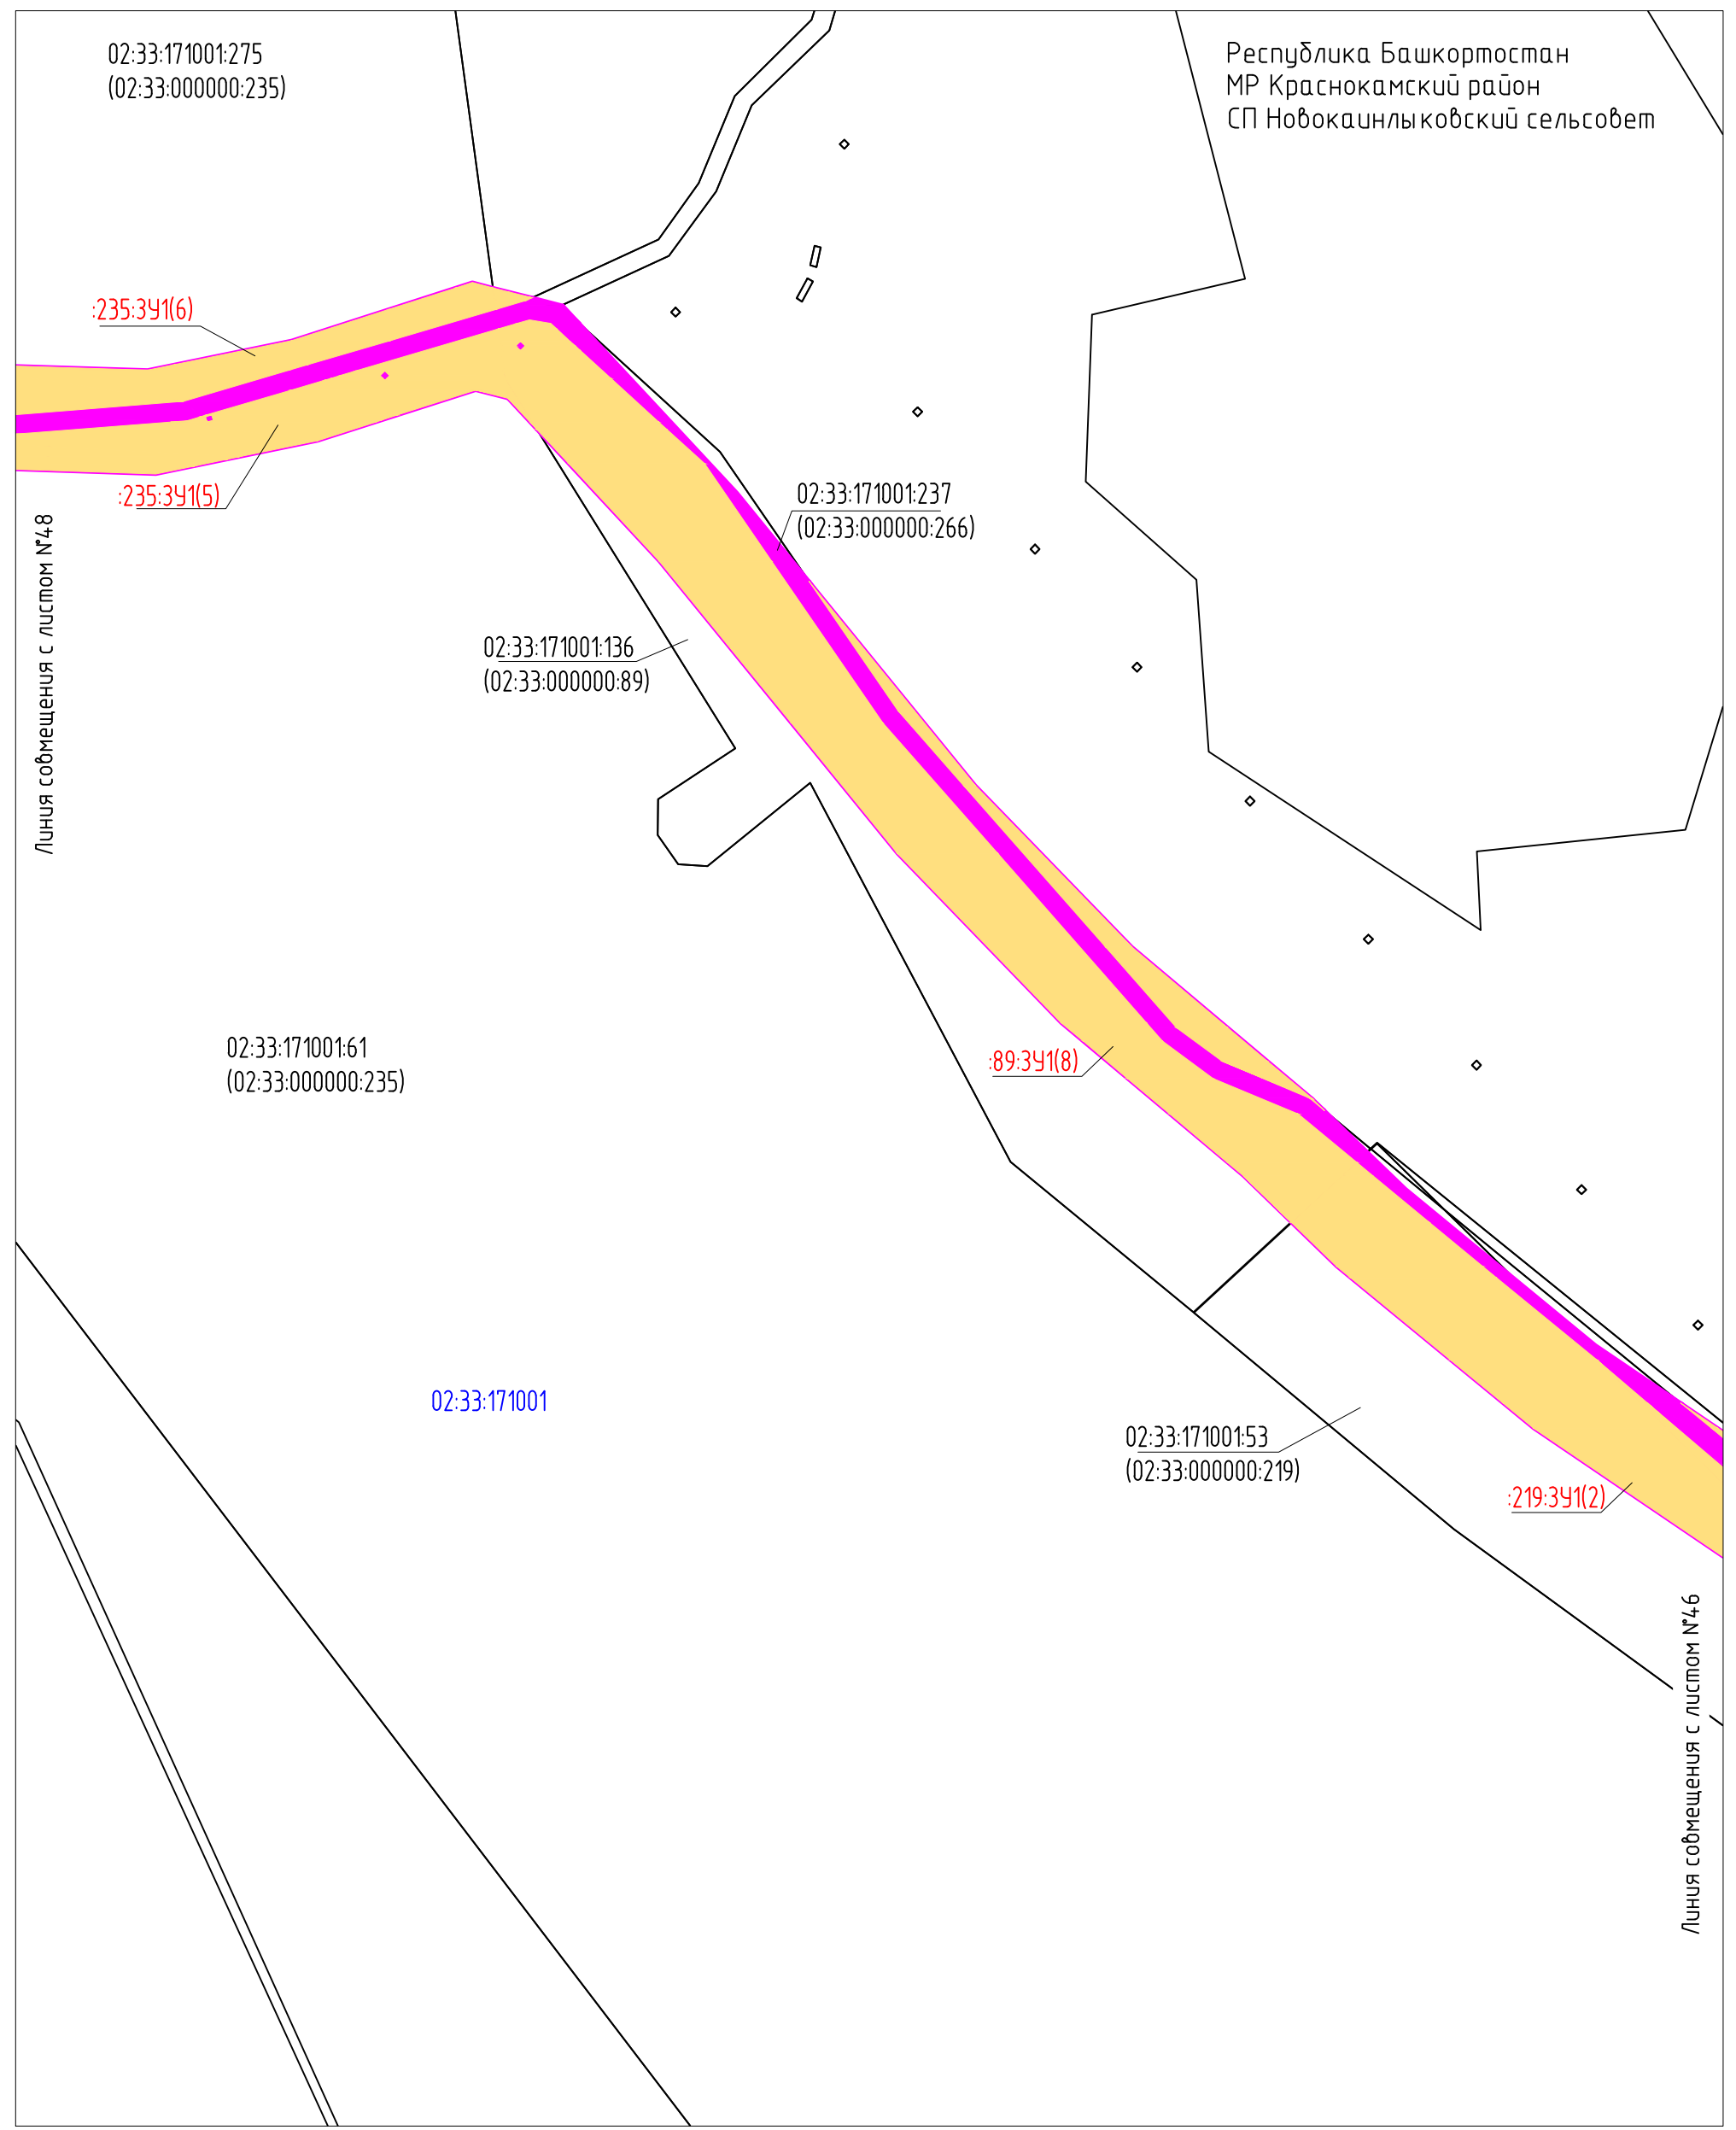 02:33:171001:275
(02:33:000000:235)
Республика Башкортостан
МР Краснокамский район
СП Новокаинлыковский сельсовет
:235:ЗУ1(6)
:235:ЗУ1(5)
02:33:171001:237
(02:33:000000:266)
Линия совмещения с листом №48
02:33:171001:136
(02:33:000000:89)
02:33:171001:61
(02:33:000000:235)
:89:ЗУ1(8)
02:33:171001
02:33:171001:53
(02:33:000000:219)
:219:ЗУ1(2)
Линия совмещения с листом №46